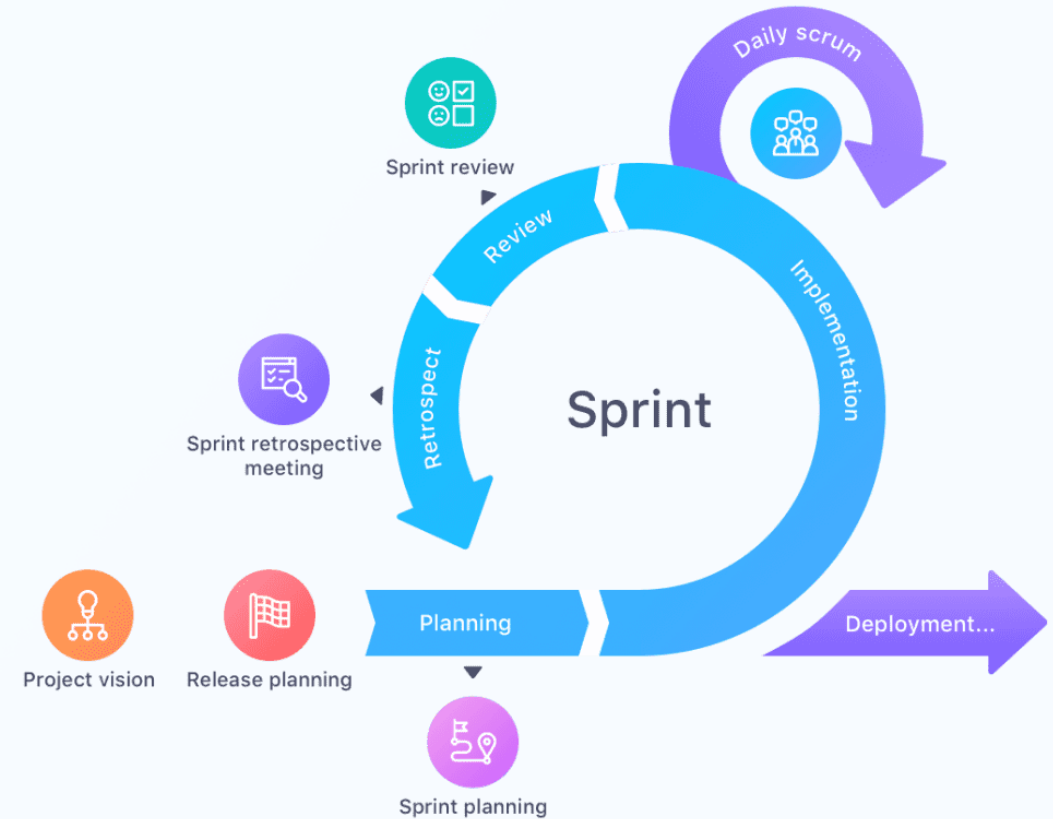 Daily scrum
Sprint review
Review
Implementation
Retrospect
Sprint
Sprint retrospective
meeting
Planning
Deployment...
Project vision
Release planning
Sprint planning